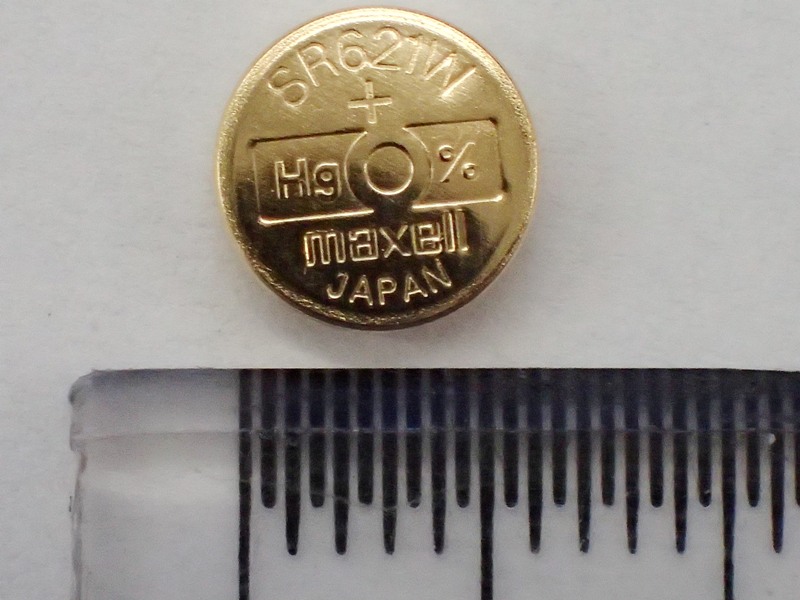 SR621W
+
Hg 0 %
maxell
JAPAN